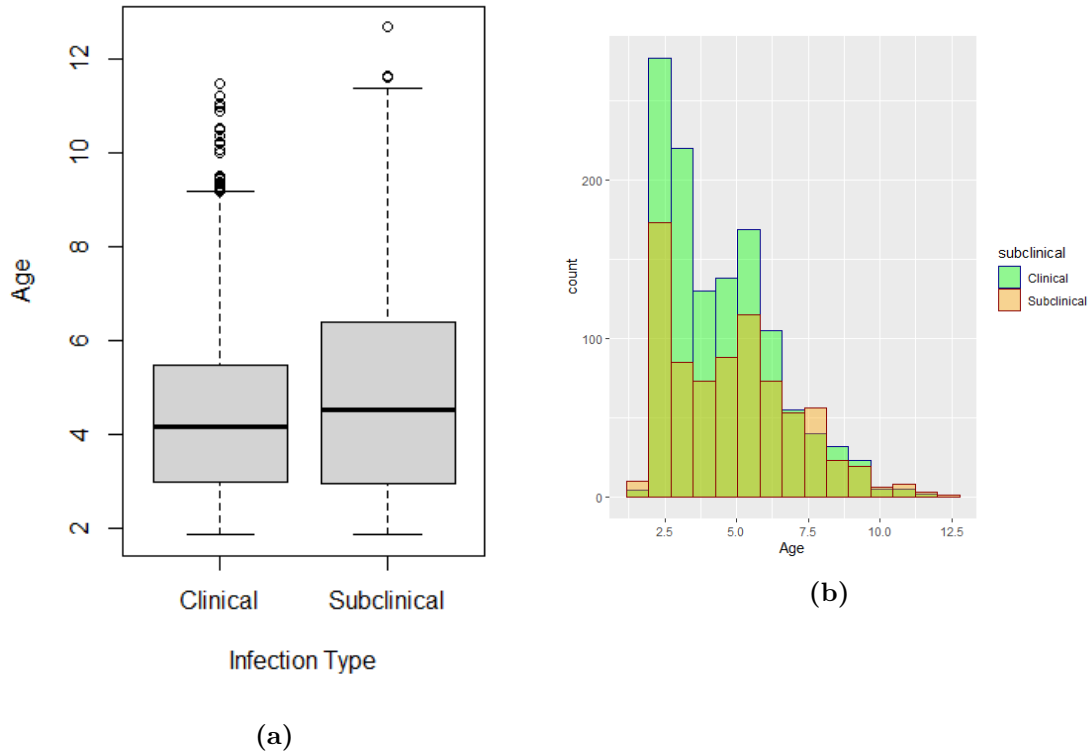 12
10
8
6
4
2
Age
Clinical Subclinical
Infection Type
(a)
200
100
0
count
2.5 5.0 7.5 10.0 12.5
Age
subclinical
Clinical
Subclinical
(b)